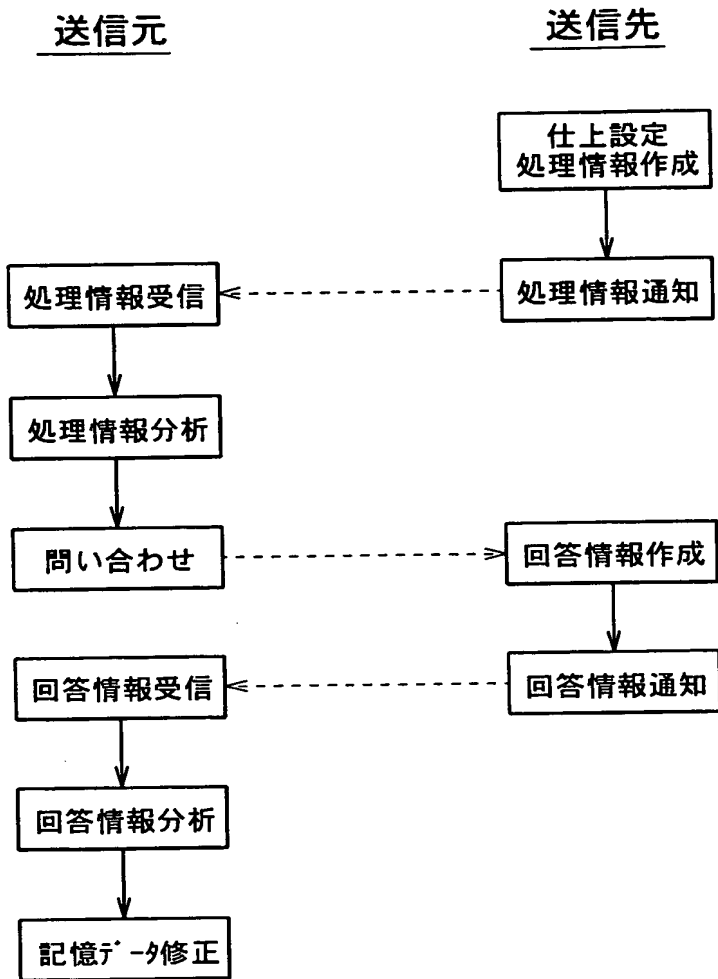 送信元
送信先
仕上設定
処理情報作成
処理情報受信
処理情報通知
処理情報分析
問い合わせ
回答情報作成
回答情報受信
回答情報通知
回答情報分析
記憶ﾃﾞｰﾀ修正